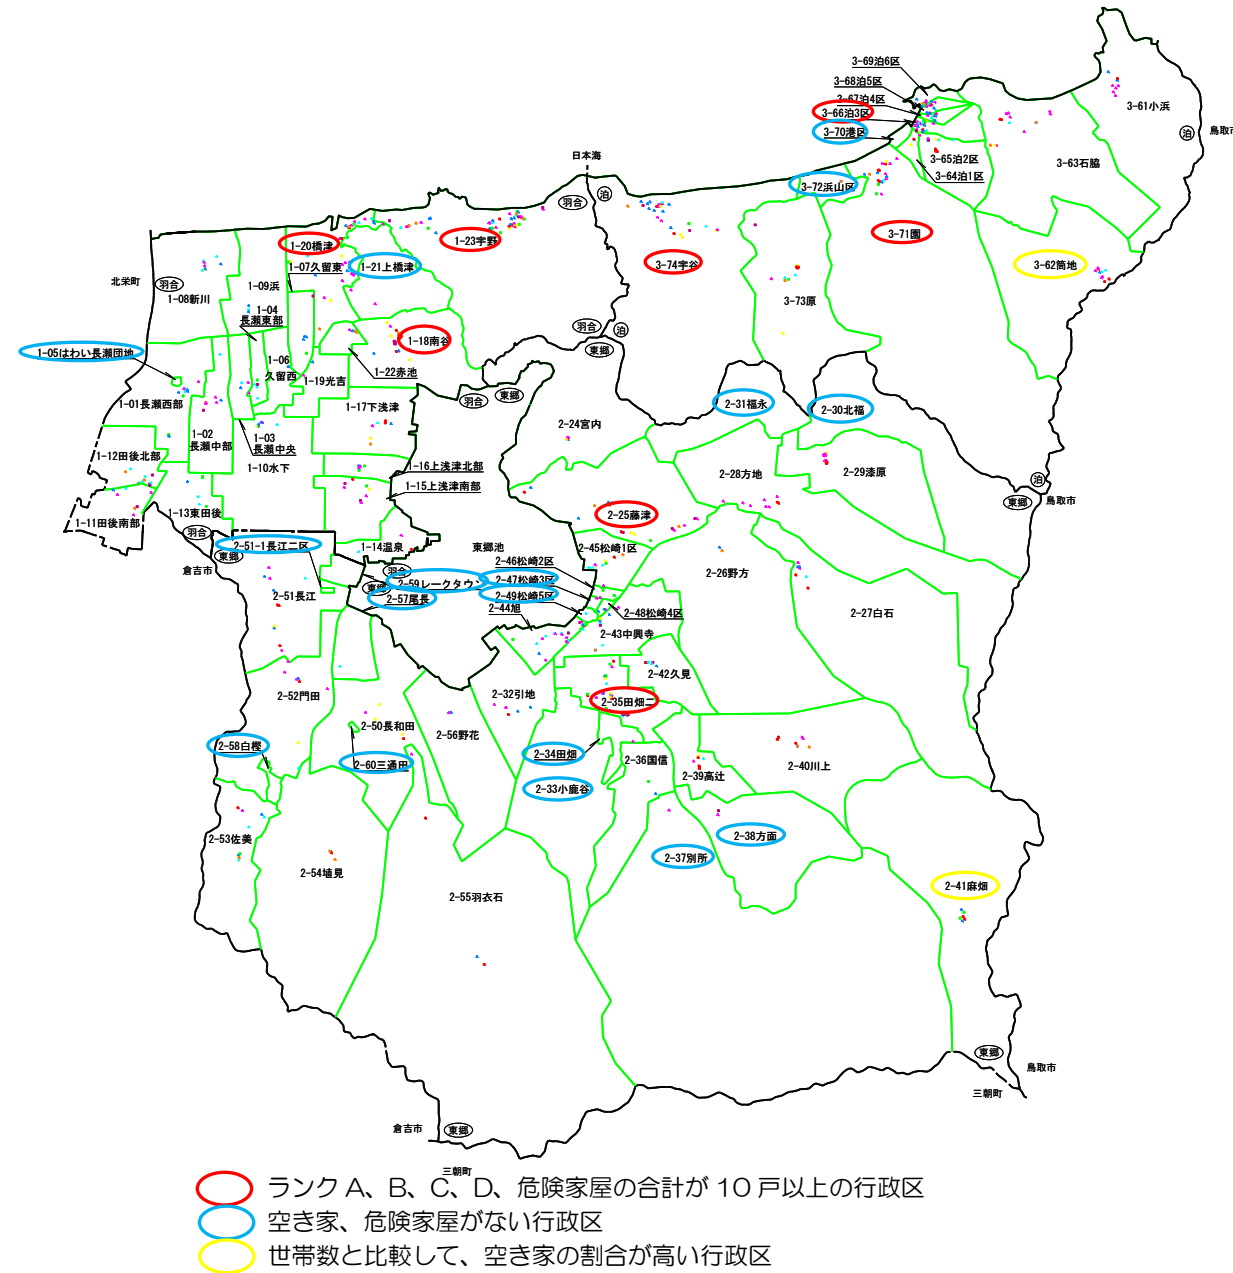 3-69泊6区
3-68泊5区
3-67泊4区
3-66泊3区
3-70港区
3-61小浜
泊
鳥取市
3-65泊2区
3-64泊1区
3-63石脇
日本海
3-72浜山区
羽合
泊
1-20橋津
1-23宇野
3-71園
1-07久留東
1-21上橋津
3-74宇谷
3-62筒地
北栄町
羽合
1-08新川
1-09浜
3-73原
1-04
長瀬東部
羽合
泊
東郷
1-18南谷
1-05はわい長瀬団地
1-06
久留西
1-19光吉
1-22赤池
羽合
東郷
1-01長瀬西部
1-17下浅津
2-31福永
2-30北福
2-24宮内
1-02
長瀬中部
1-03
長瀬中央
1-12田後北部
1-10水下
1-16上浅津北部
1-15上浅津南部
2-28方地
2-29漆原
泊
東郷
鳥取市
1-13東田後
1-11田後南部
2-25藤津
羽合
東郷
倉吉市
2-51-1長江二区
1-14温泉
東郷池
2-45松崎1区
2-46松崎2区
2-26野方
羽合
東郷
2-59レークタウン
2-47松崎3区
2-51長江
2-57尾長
2-49松崎5区
2-44旭
2-48松崎4区
2-27白石
2-43中興寺
2-42久見
2-52門田
2-32引地
2-35田畑二
2-50長和田
2-56野花
2-58白樫
2-60三通田
2-34田畑
2-36国信
2-39高辻
2-40川上
2-33小鹿谷
2-53佐美
2-38方面
2-37別所
2-54埴見
2-55羽衣石
2-41麻畑
東郷
鳥取市
三朝町
倉吉市
東郷
三朝町
ランク A、B、C、D、危険家屋の合計が 10 戸以上の行政区
空き家、危険家屋がない行政区
世帯数と比較して、空き家の割合が高い行政区